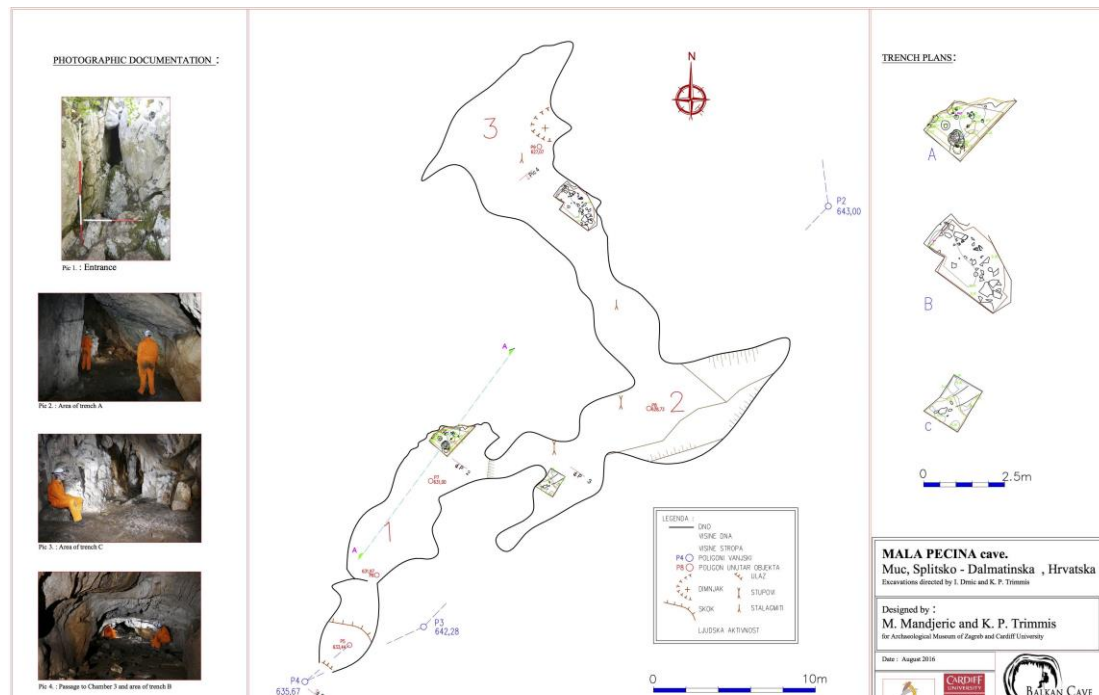 PHOTOGRAPHIC DOCUMENTATION :
Pic 1. : Entrance
Pic 2. : Area of trench A
Pic 3. : Area of trench C
Pic 4. : Passage to Chamber 3 and area of trench B
N
3
2
1
A
A
P2
643,00
P3
642,28
P4
635,67
LEGENDA :
DNO
VISINE DNA
VISINE STROPA
P4 POLIGONI VANJSKI
P8 POLIGON UNUTAR OBJEKTA
ULAZ
DIMNJAK
STUPOVI
SKOK
STALAGMITI
LJUDSKA AKTIVNOST
0 10m
TRENCH PLANS:
A
B
C
0 2.5m
MALA PECINA cave.
Muc, Splitsko - Dalmatinska , Hrvatska
Excavations directed by I. Drnic and K. P. Trimmis
Designed by :
M. Mandjeric and K. P. Trimmis
for Archaeological Museum of Zagreb and Cardiff University
Date : August 2016
CARDIFF
UNIVERSITY
BALKAN CAVE